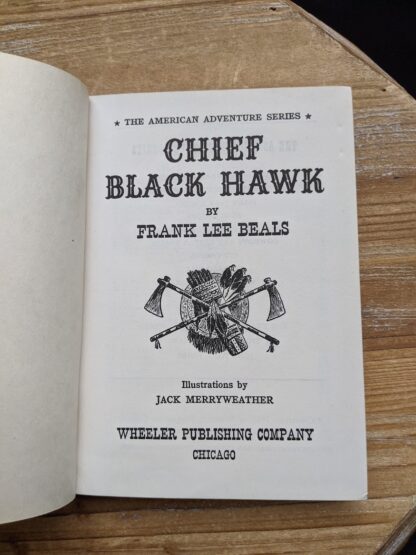 ★ THE AMERICAN ADVENTURE SERIES ★
CHIEF
BLACK HAWK
BY
FRANK LEE BEALS
Illustrations by
JACK MERRYWEATHER
WHEELER PUBLISHING COMPANY
CHICAGO